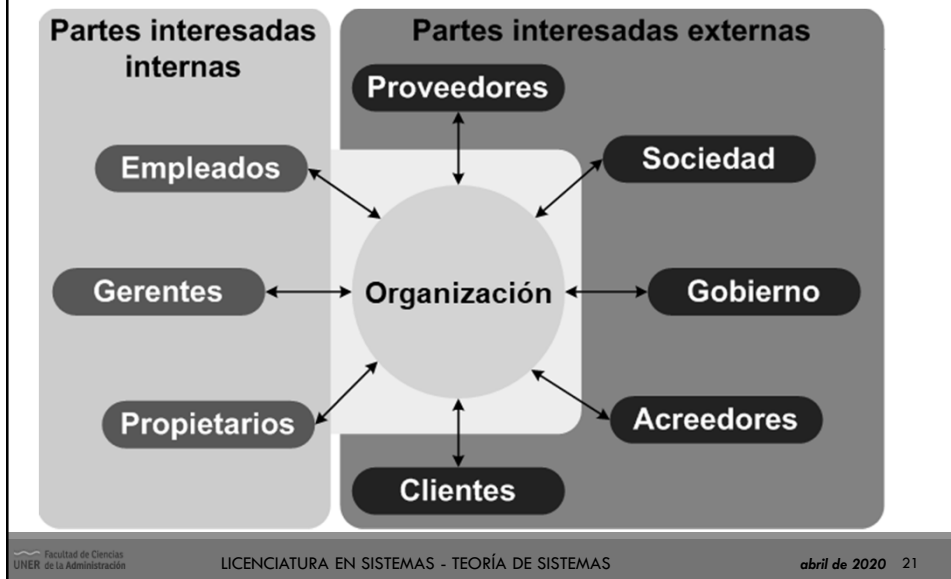 Partes interesadas
internas
Partes interesadas externas
Proveedores
Empleados
Sociedad
Gerentes
Organización
Gobierno
Propietarios
Acreedores
Clientes
UNER Facultad de Ciencias
de la Administración
LICENCIATURA EN SISTEMAS - TEORÍA DE SISTEMAS
abril de 2020 21